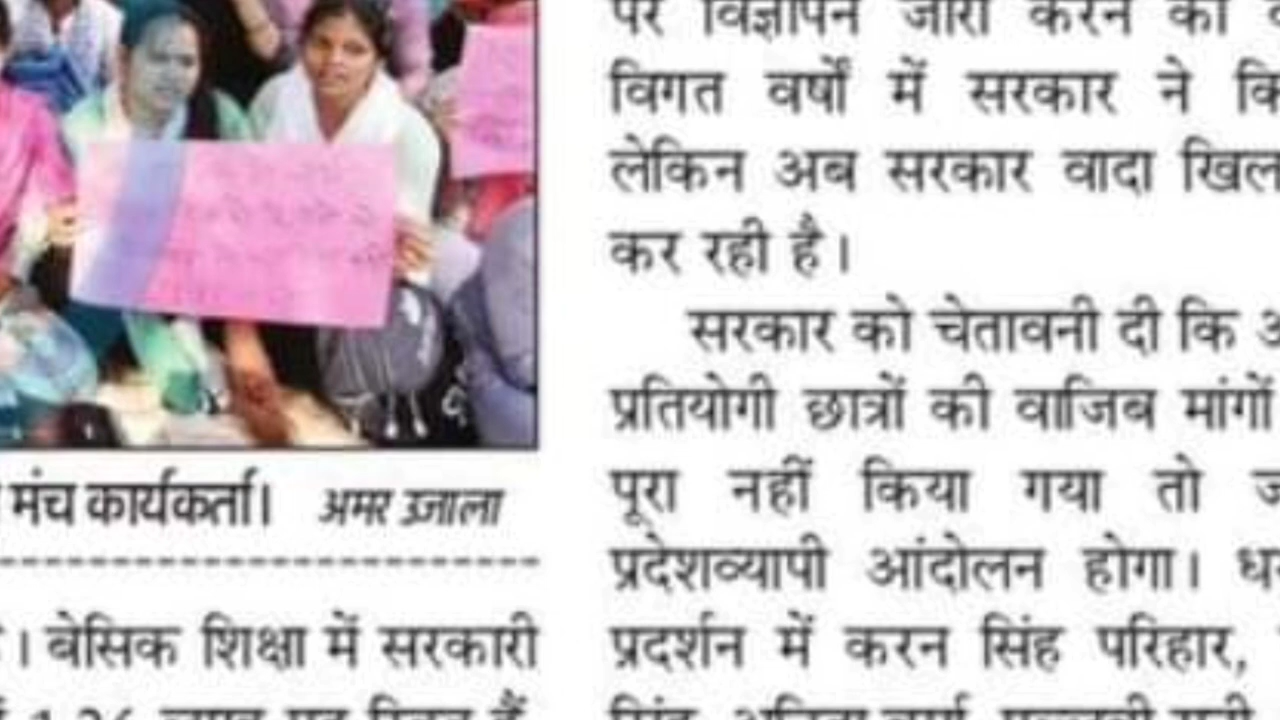 मंच कार्यकर्ता। अमर उजाला
। बेसिक शिक्षा में सरकारी
पर विज्ञापन जारी करने का
विगत वर्षों में सरकार ने
लेकिन अब सरकार वादा
कर रही है।
सरकार को चेतावनी दी कि
प्रतियोगी छात्रों की वाजिब मांगों
पूरा नहीं किया गया तो
प्रदेशव्यापी आंदोलन होगा।
प्रदर्शन में करन सिंह परिहार,